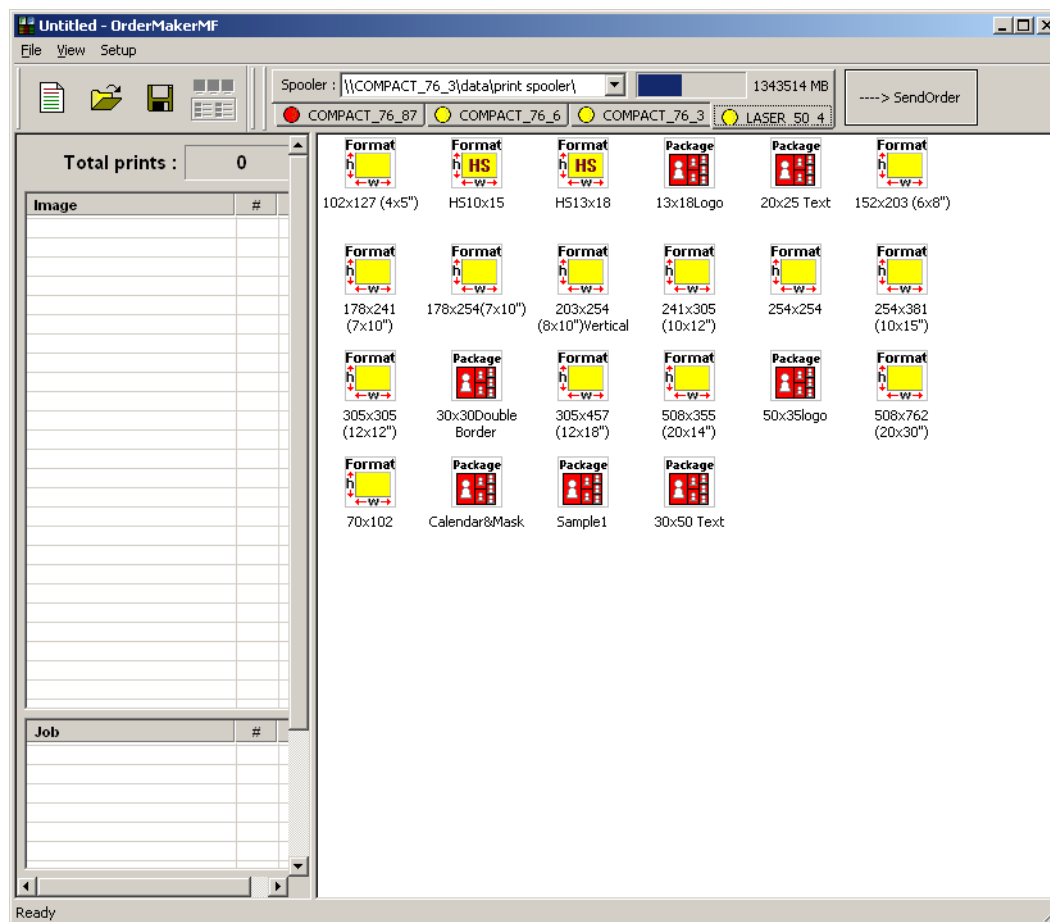 Untitled - OrderMakerMF
File View Setup
Spooler : \\COMPACT_76_3\data\print spooler\ 1343514 MB
----> SendOrder
COMPACT_76_87 COMPACT_76_6 COMPACT_76_3 LASER_50_4
Total prints : 0
Image #
Job #
Format Format Format Package Package Format
h h HS h HS h
w w w w
102x127 (4x5") HS10x15 HS13x18 13x18Logo 20x25 Text 152x203 (6x8")
Format Format Format Format Format Format
h h h h h h
w w w w w w
178x241 178x254(7x10") 203x254 241x305 254x254 254x381
(7x10") (8x10")Vertical (10x12") (10x15")
Format Package Format Format Package Format
h h h h
w w w w
305x305 30x30Double 305x457 508x355 50x35logo 508x762
(12x12") Border (12x18") (20x14") (20x30")
Format Package Package Package
h
w
70x102 Calendar&Mask Sample1 30x50 Text
Ready